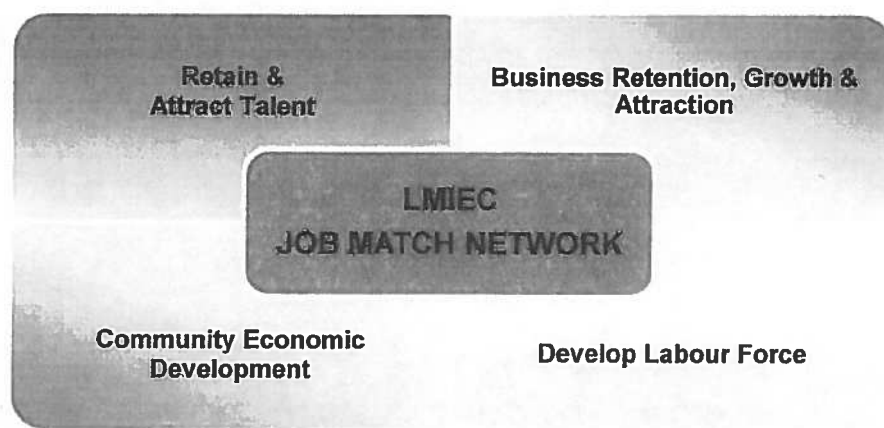 Retain &
Attract Talent
Business Retention, Growth &
Attraction
LMIEC
JOB MATCH NETWORK
Community Economic
Development
Develop Labour Force